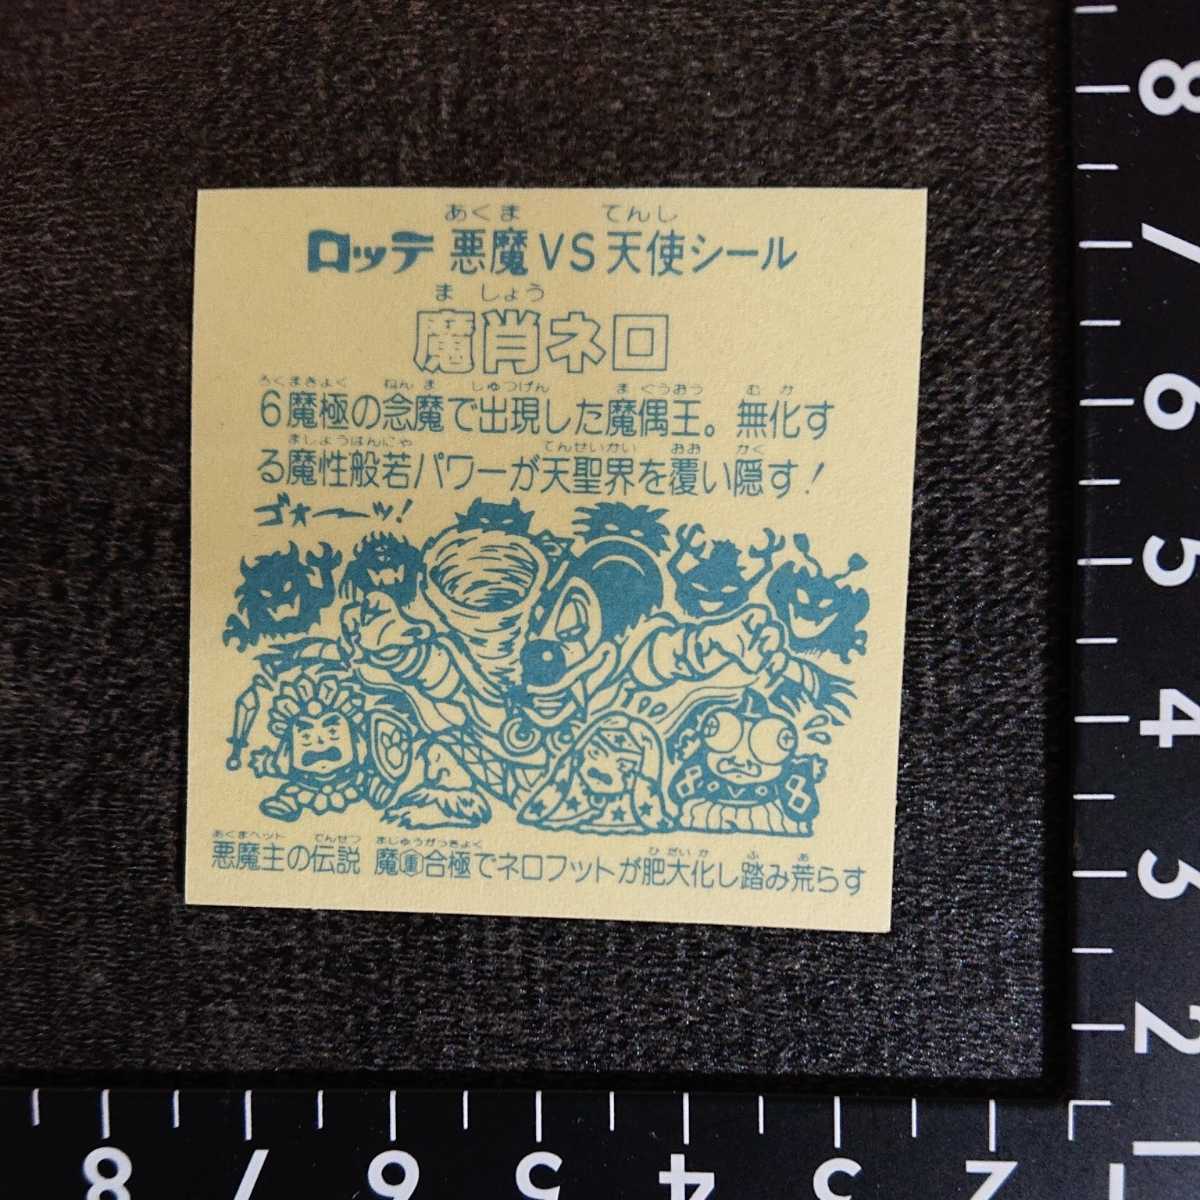 あくま てんし
ロッテ 悪魔VS天使シール
ま しょう
魔肖ネロ
ろくまきょく ねんま しゅつげん まぐうおう むか
6魔極の念魔で出現した魔偶王。無化す
ましょうはんにゃ てんせいかい おお かく
る魔性般若パワーが天聖界を覆い隠す!
ゴォーーッ!
あくまヘッド でんせつ まじゅうがっきょく ひだいか ふ あ
悪魔主の伝説 魔重合極でネロフットが肥大化し踏み荒らす
8
7
6
5
4
3
2
1
8
7
6
5
4
3
2